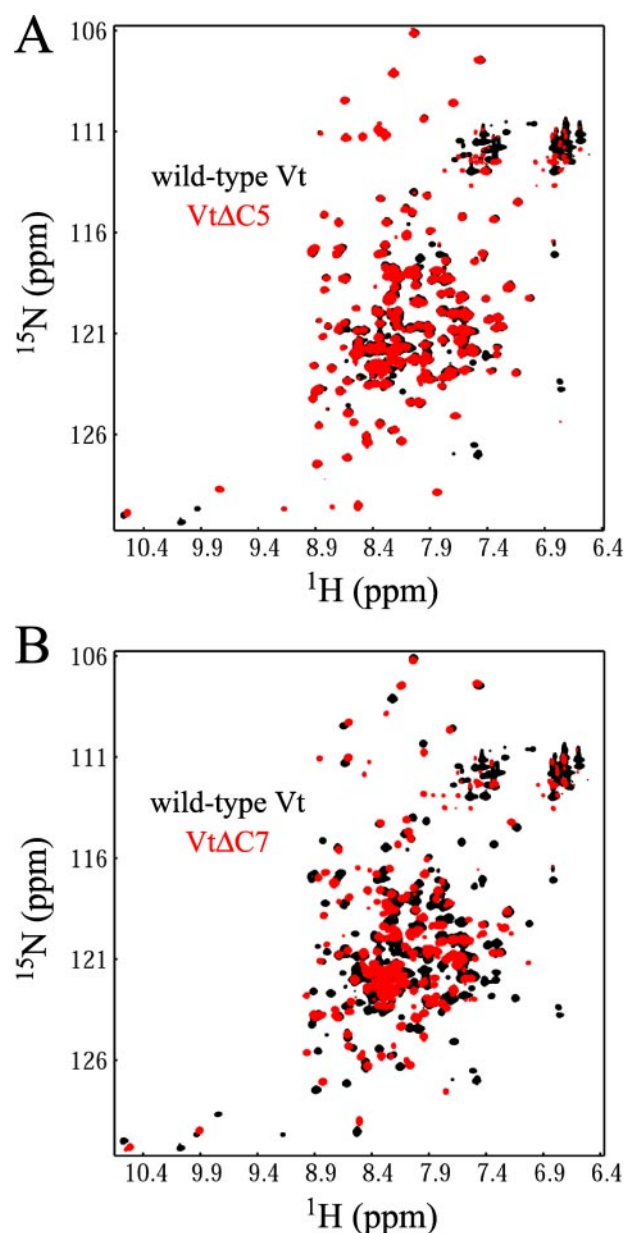 A
106
111
116
121
126
15N (ppm)
wild-type Vt
VtΔC5
10.4 9.9 9.4 8.9 8.4 7.9 7.4 6.9 6.4
1H (ppm)
B
106
111
116
121
126
15N (ppm)
wild-type Vt
VtΔC7
10.4 9.9 9.4 8.9 8.4 7.9 7.4 6.9 6.4
1H (ppm)